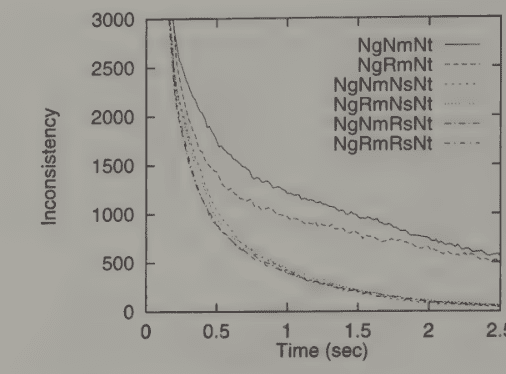 3000
2500
2000
1500
1000
500
0
Inconsistency
NgNmNt
NgRmNt
NgNmNsNt
NgRmNsNt
NgNmRsNt
NgRmRsNt
0 0.5 1 1.5 2 2.5
Time (sec)